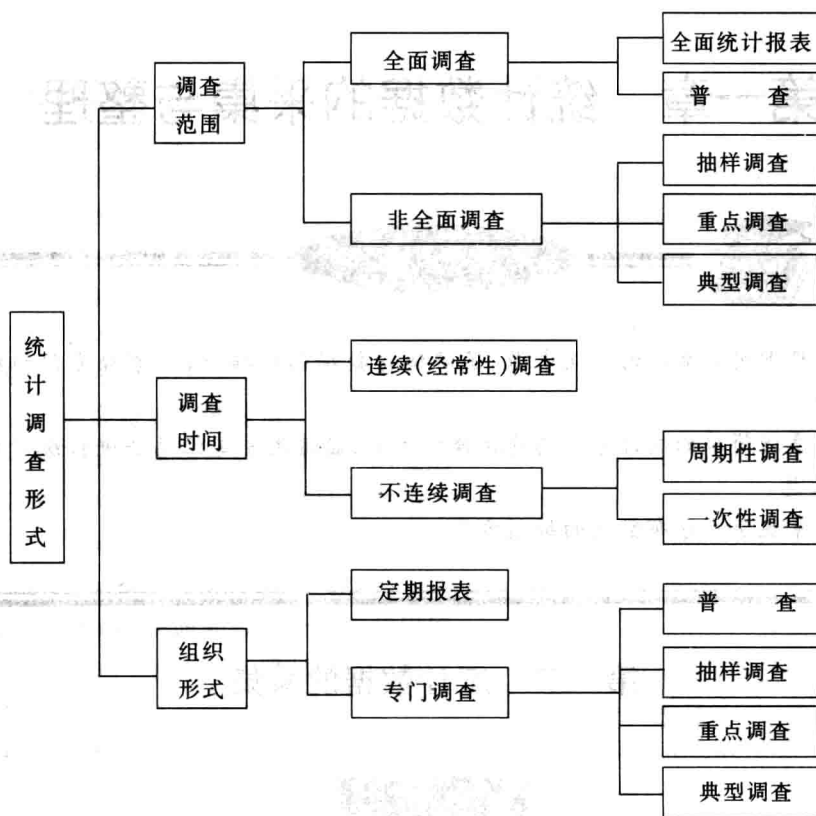 全面统计报表
全面调查
普 查
调查
范围
抽样调查
非全面调查
重点调查
典型调查
统计调查形式
连续(经常性)调查
调查
时间
周期性调查
不连续调查
一次性调查
定期报表
普 查
组织
形式
抽样调查
专门调查
重点调查
典型调查